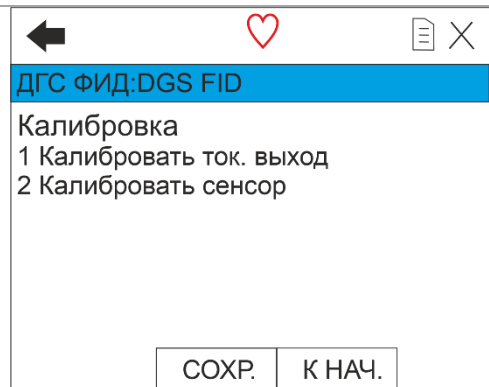 ДГС ФИД:DGS FID
Калибровка
1 Калибровать ток. выход
2 Калибровать сенсор
СОХР. К НАЧ.